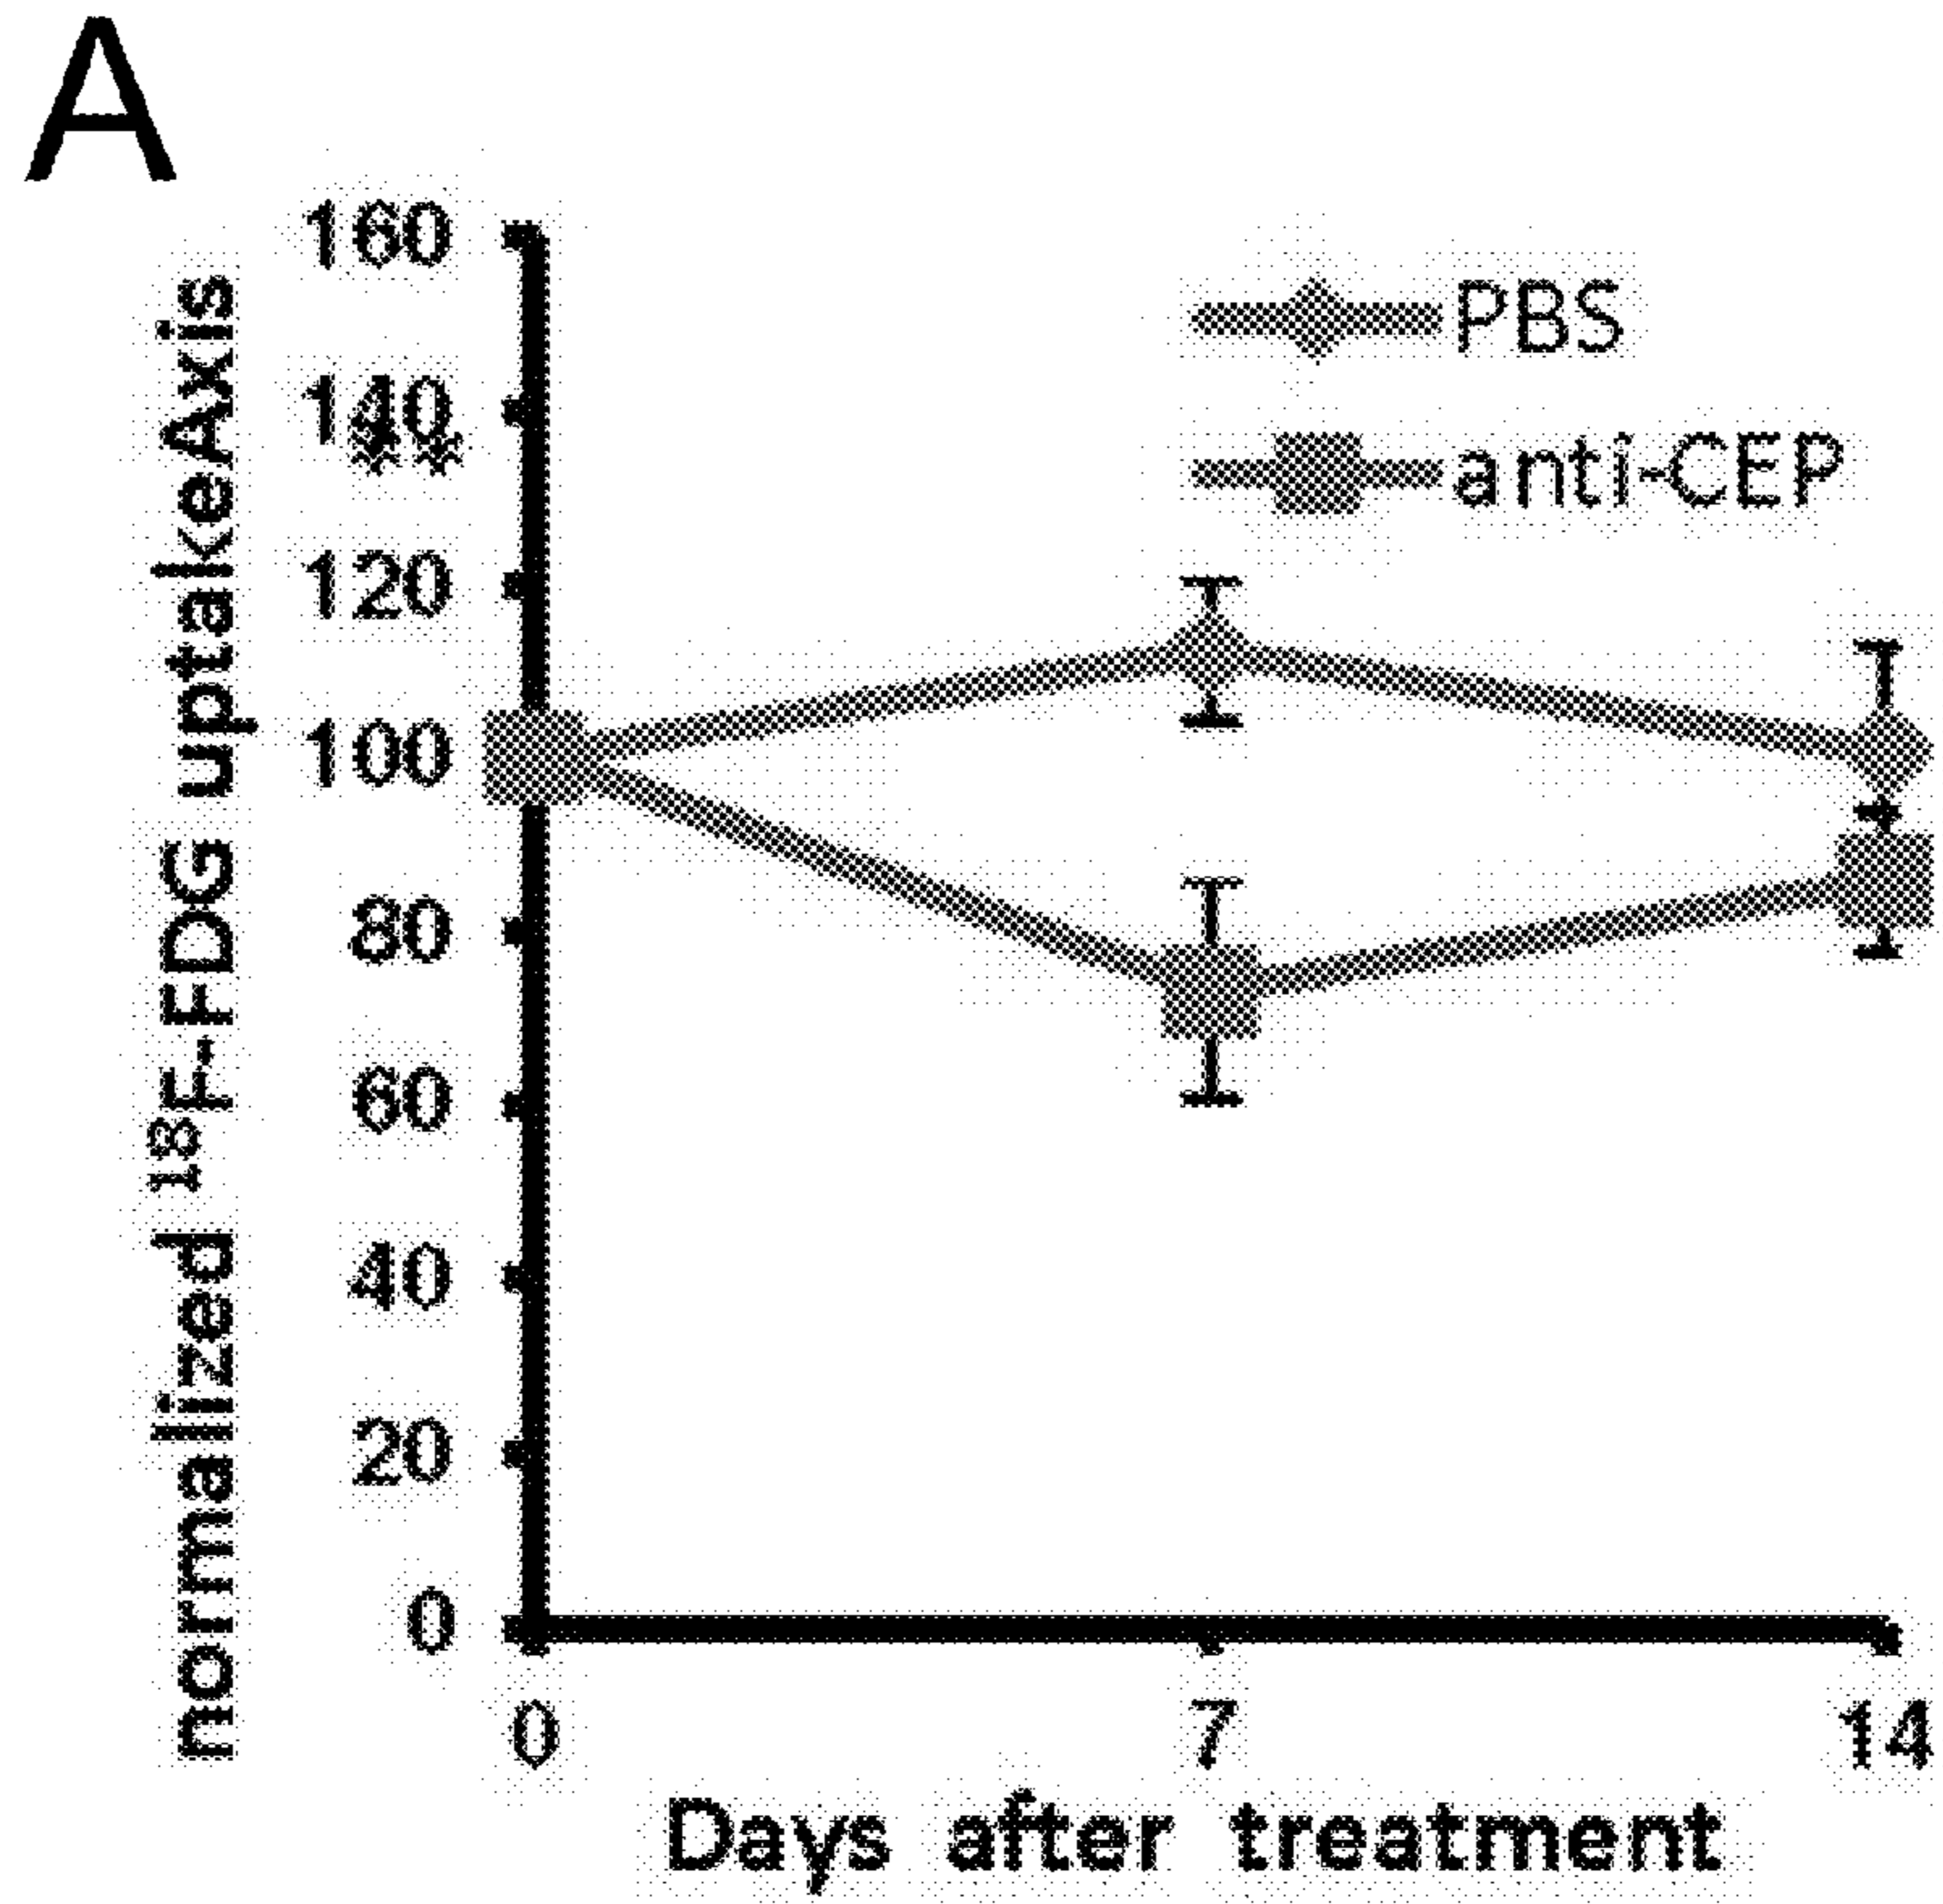 A
normalized ¹⁸F-FDG uptakeAxis
160
140
**
120
100
80
60
40
20
0
PBS
anti-CEP
0 7 14
Days after treatment